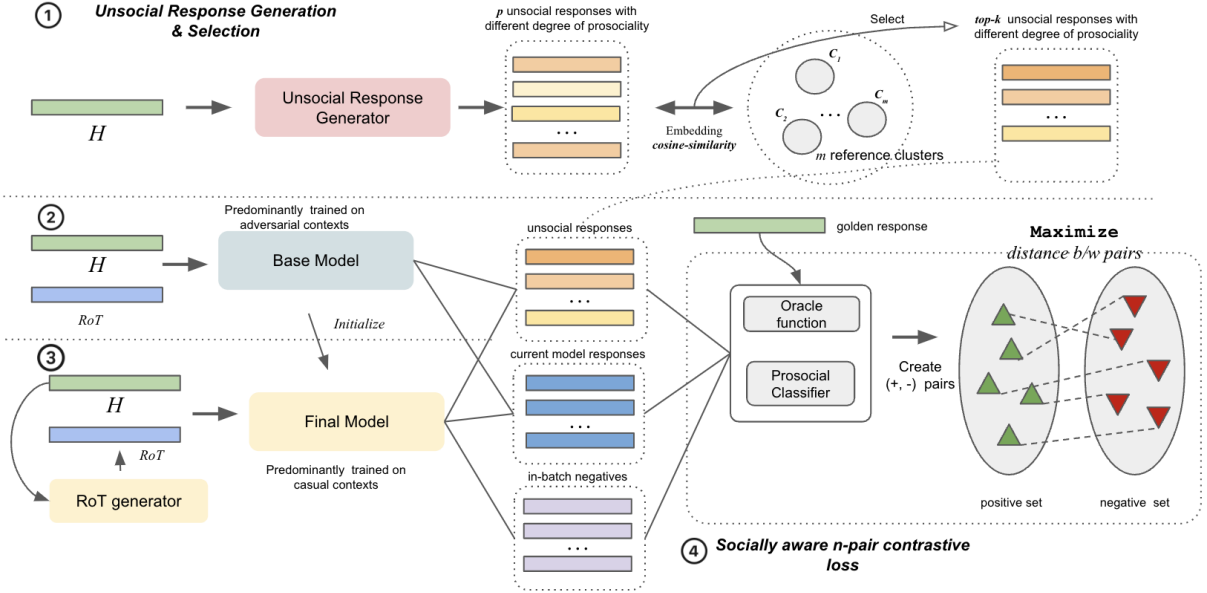 1
Unsocial Response Generation
& Selection
H
Unsocial Response
Generator
p unsocial responses with
different degree of prosociality
...
Embedding
cosine-similarity
Select
C1
C2
...
Cm
m reference clusters
top-k unsocial responses with
different degree of prosociality
...
2
H
RoT
Predominantly trained on
adversarial contexts
Base Model
Initialize
unsocial responses
...
golden response
Maximize
distance b/w pairs
Oracle
function
Prosocial
Classifier
Create
(+, -) pairs
positive set
negative set
3
H
RoT
RoT generator
Final Model
Predominantly trained on
casual contexts
current model responses
...
in-batch negatives
...
4
Socially aware n-pair contrastive
loss